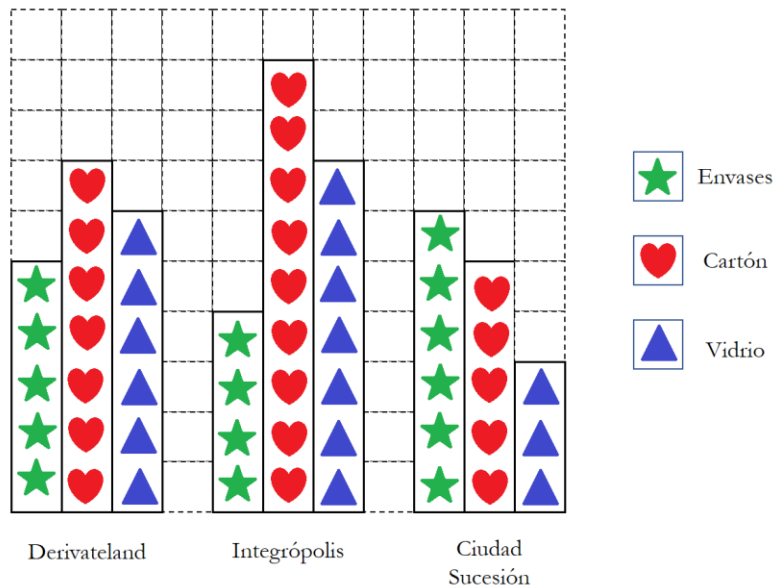 Envases
Cartón
Vidrio
Derivateland
Integrópolis
Ciudad
Sucesión